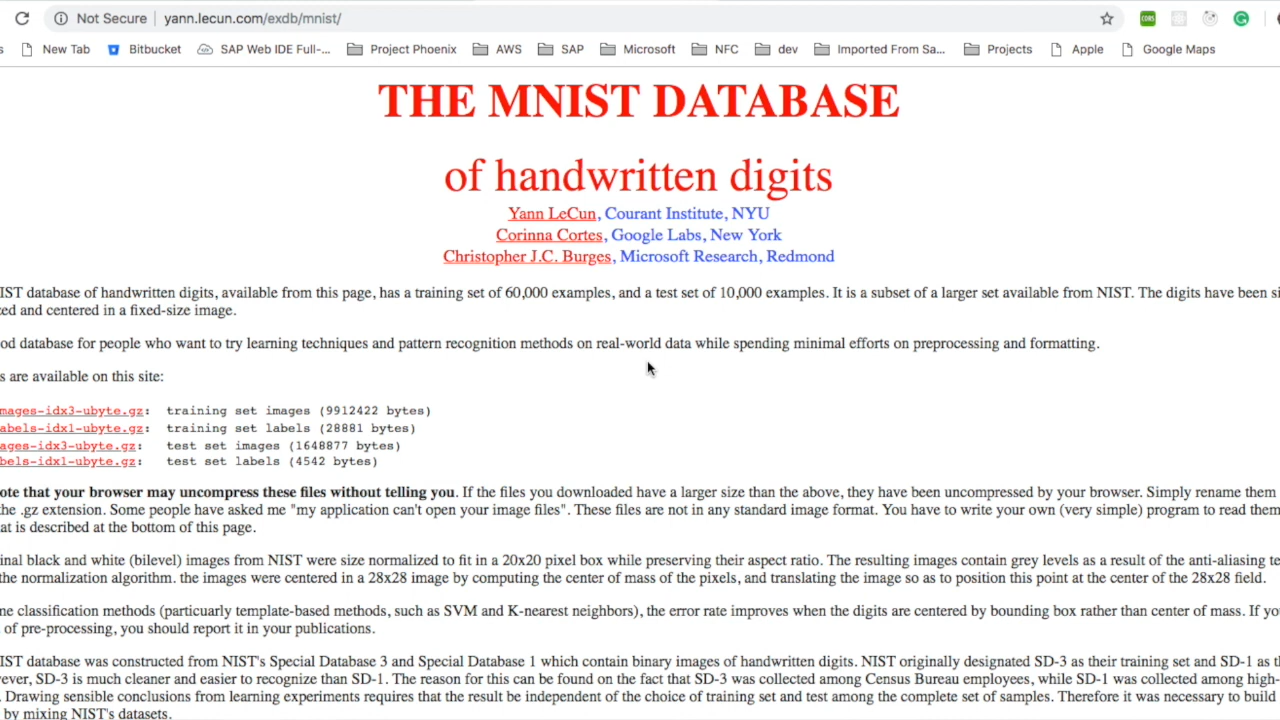 Not Secure yann.lecun.com/exdb/mnist/ CORS
s New Tab Bitbucket SAP Web IDE Full-... Project Phoenix AWS SAP Microsoft NFC dev Imported From Sa... Projects Apple Google Maps
THE MNIST DATABASE
of handwritten digits
Yann LeCun, Courant Institute, NYU
Corinna Cortes, Google Labs, New York
Christopher J.C. Burges, Microsoft Research, Redmond
IST database of handwritten digits, available from this page, has a training set of 60,000 examples, and a test set of 10,000 examples. It is a subset of a larger set available from NIST. The digits have been si
ed and centered in a fixed-size image.
od database for people who want to try learning techniques and pattern recognition methods on real-world data while spending minimal efforts on preprocessing and formatting.
s are available on this site:
mages-idx3-ubyte.gz: training set images (9912422 bytes)
abels-idx1-ubyte.gz: training set labels (28881 bytes)
ages-idx3-ubyte.gz: test set images (1648877 bytes)
bels-idx1-ubyte.gz: test set labels (4542 bytes)
ote that your browser may uncompress these files without telling you. If the files you downloaded have a larger size than the above, they have been uncompressed by your browser. Simply rename them
the .gz extension. Some people have asked me "my application can't open your image files". These files are not in any standard image format. You have to write your own (very simple) program to read them
at is described at the bottom of this page.
inal black and white (bilevel) images from NIST were size normalized to fit in a 20x20 pixel box while preserving their aspect ratio. The resulting images contain grey levels as a result of the anti-aliasing te
the normalization algorithm. the images were centered in a 28x28 image by computing the center of mass of the pixels, and translating the image so as to position this point at the center of the 28x28 field.
ne classification methods (particuarly template-based methods, such as SVM and K-nearest neighbors), the error rate improves when the digits are centered by bounding box rather than center of mass. If yo
of pre-processing, you should report it in your publications.
IST database was constructed from NIST's Special Database 3 and Special Database 1 which contain binary images of handwritten digits. NIST originally designated SD-3 as their training set and SD-1 as th
ever, SD-3 is much cleaner and easier to recognize than SD-1. The reason for this can be found on the fact that SD-3 was collected among Census Bureau employees, while SD-1 was collected among high-
. Drawing sensible conclusions from learning experiments requires that the result be independent of the choice of training set and test among the complete set of samples. Therefore it was necessary to build
by mixing NIST's datasets.